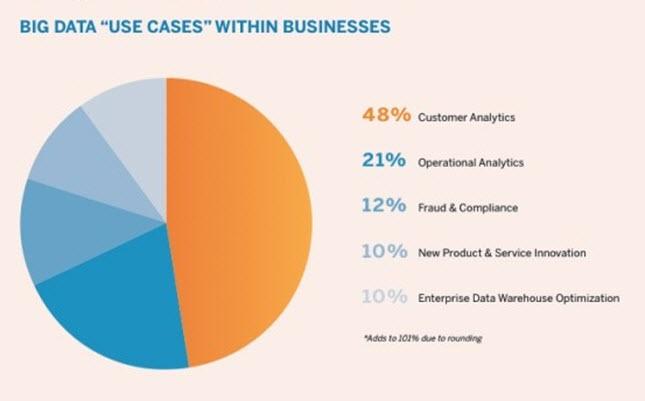 BIG DATA “USE CASES” WITHIN BUSINESSES
48% Customer Analytics
21% Operational Analytics
12% Fraud & Compliance
10% New Product & Service Innovation
10% Enterprise Data Warehouse Optimization
*Adds to 101% due to rounding